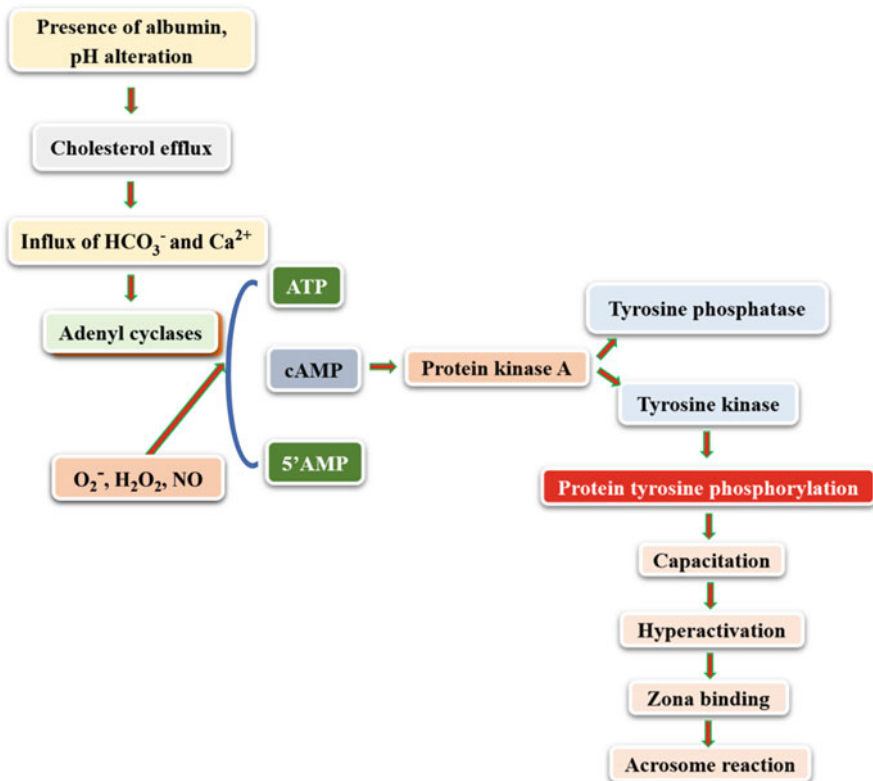 Presence of albumin,
pH alteration
Cholesterol efflux
Influx of HCO₃⁻ and Ca²⁺
Adenyl cyclases
O₂⁻, H₂O₂, NO
ATP
cAMP
5’AMP
Protein kinase A
Tyrosine phosphatase
Tyrosine kinase
Protein tyrosine phosphorylation
Capacitation
Hyperactivation
Zona binding
Acrosome reaction